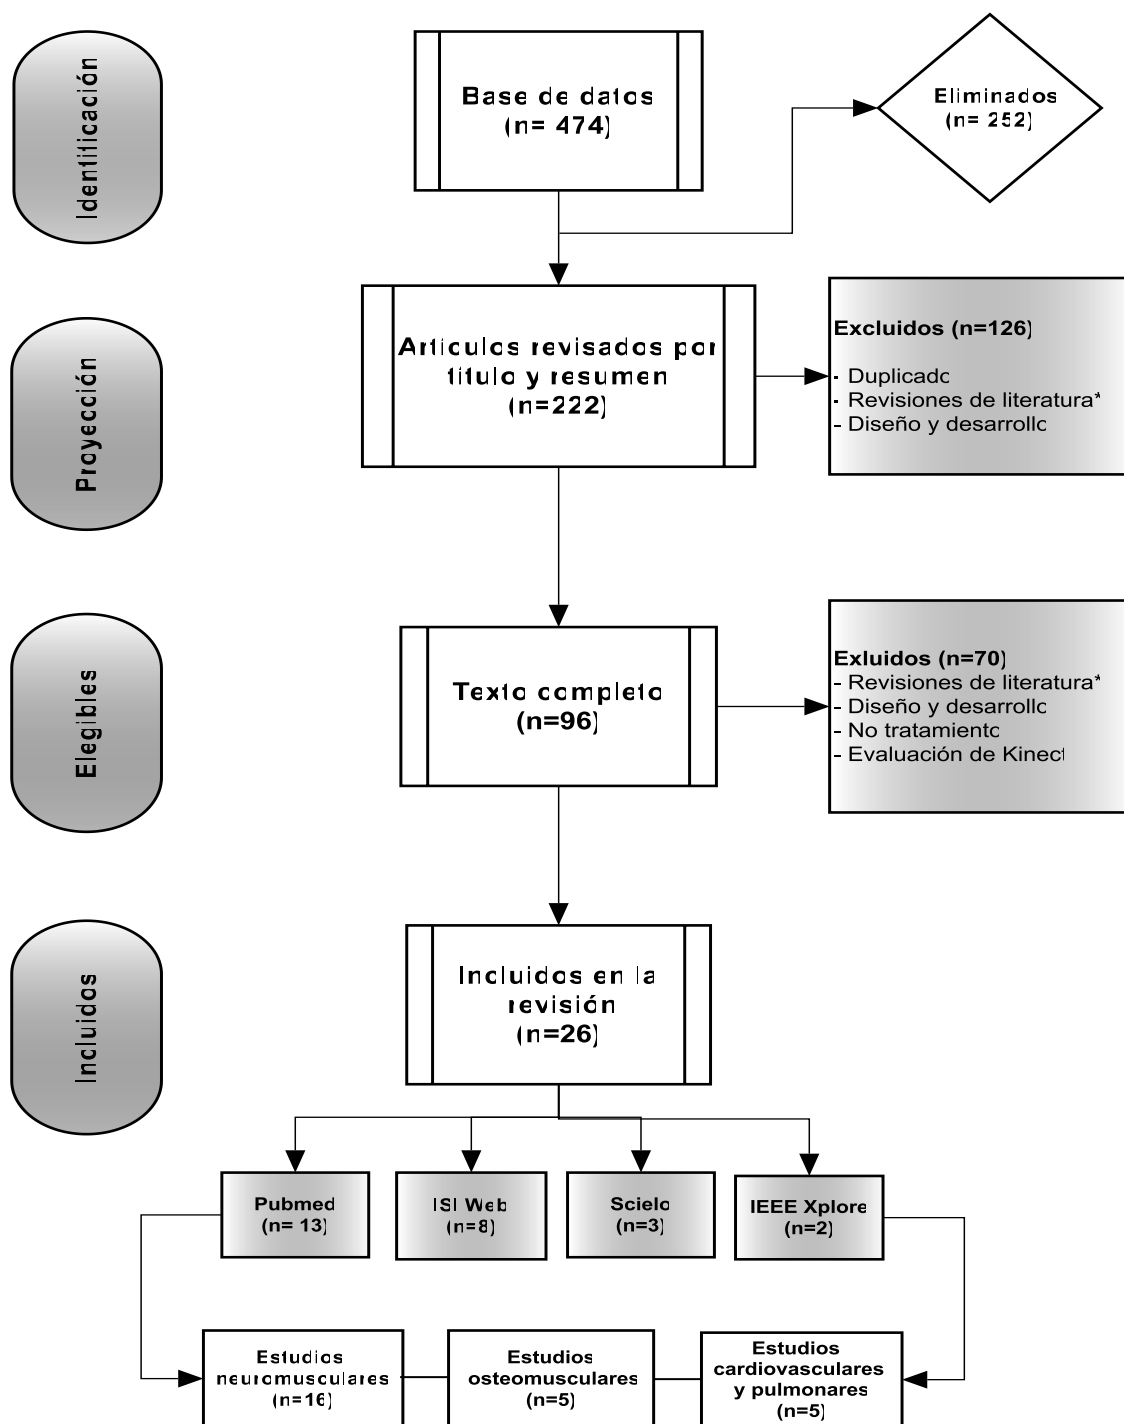 Identificación
Base de datos
(n= 474)
Eliminados
(n= 252)
Proyección
Artículos revisados por
título y resumen
(n=222)
Excluidos (n=126)
- Duplicado
- Revisiones de literatura*
- Diseño y desarrollo
Elegibles
Texto completo
(n=96)
Exluidos (n=70)
- Revisiones de literatura*
- Diseño y desarrollo
- No tratamiento
- Evaluación de Kinect
Incluidos
Incluidos en la
revisión
(n=26)
Pubmed
(n= 13)
ISI Web
(n=8)
Scielo
(n=3)
IEEE Xplore
(n=2)
Estudios
neuromusculares
(n=16)
Estudios
osteomusculares
(n=5)
Estudios
cardiovasculares
y pulmonares
(n=5)